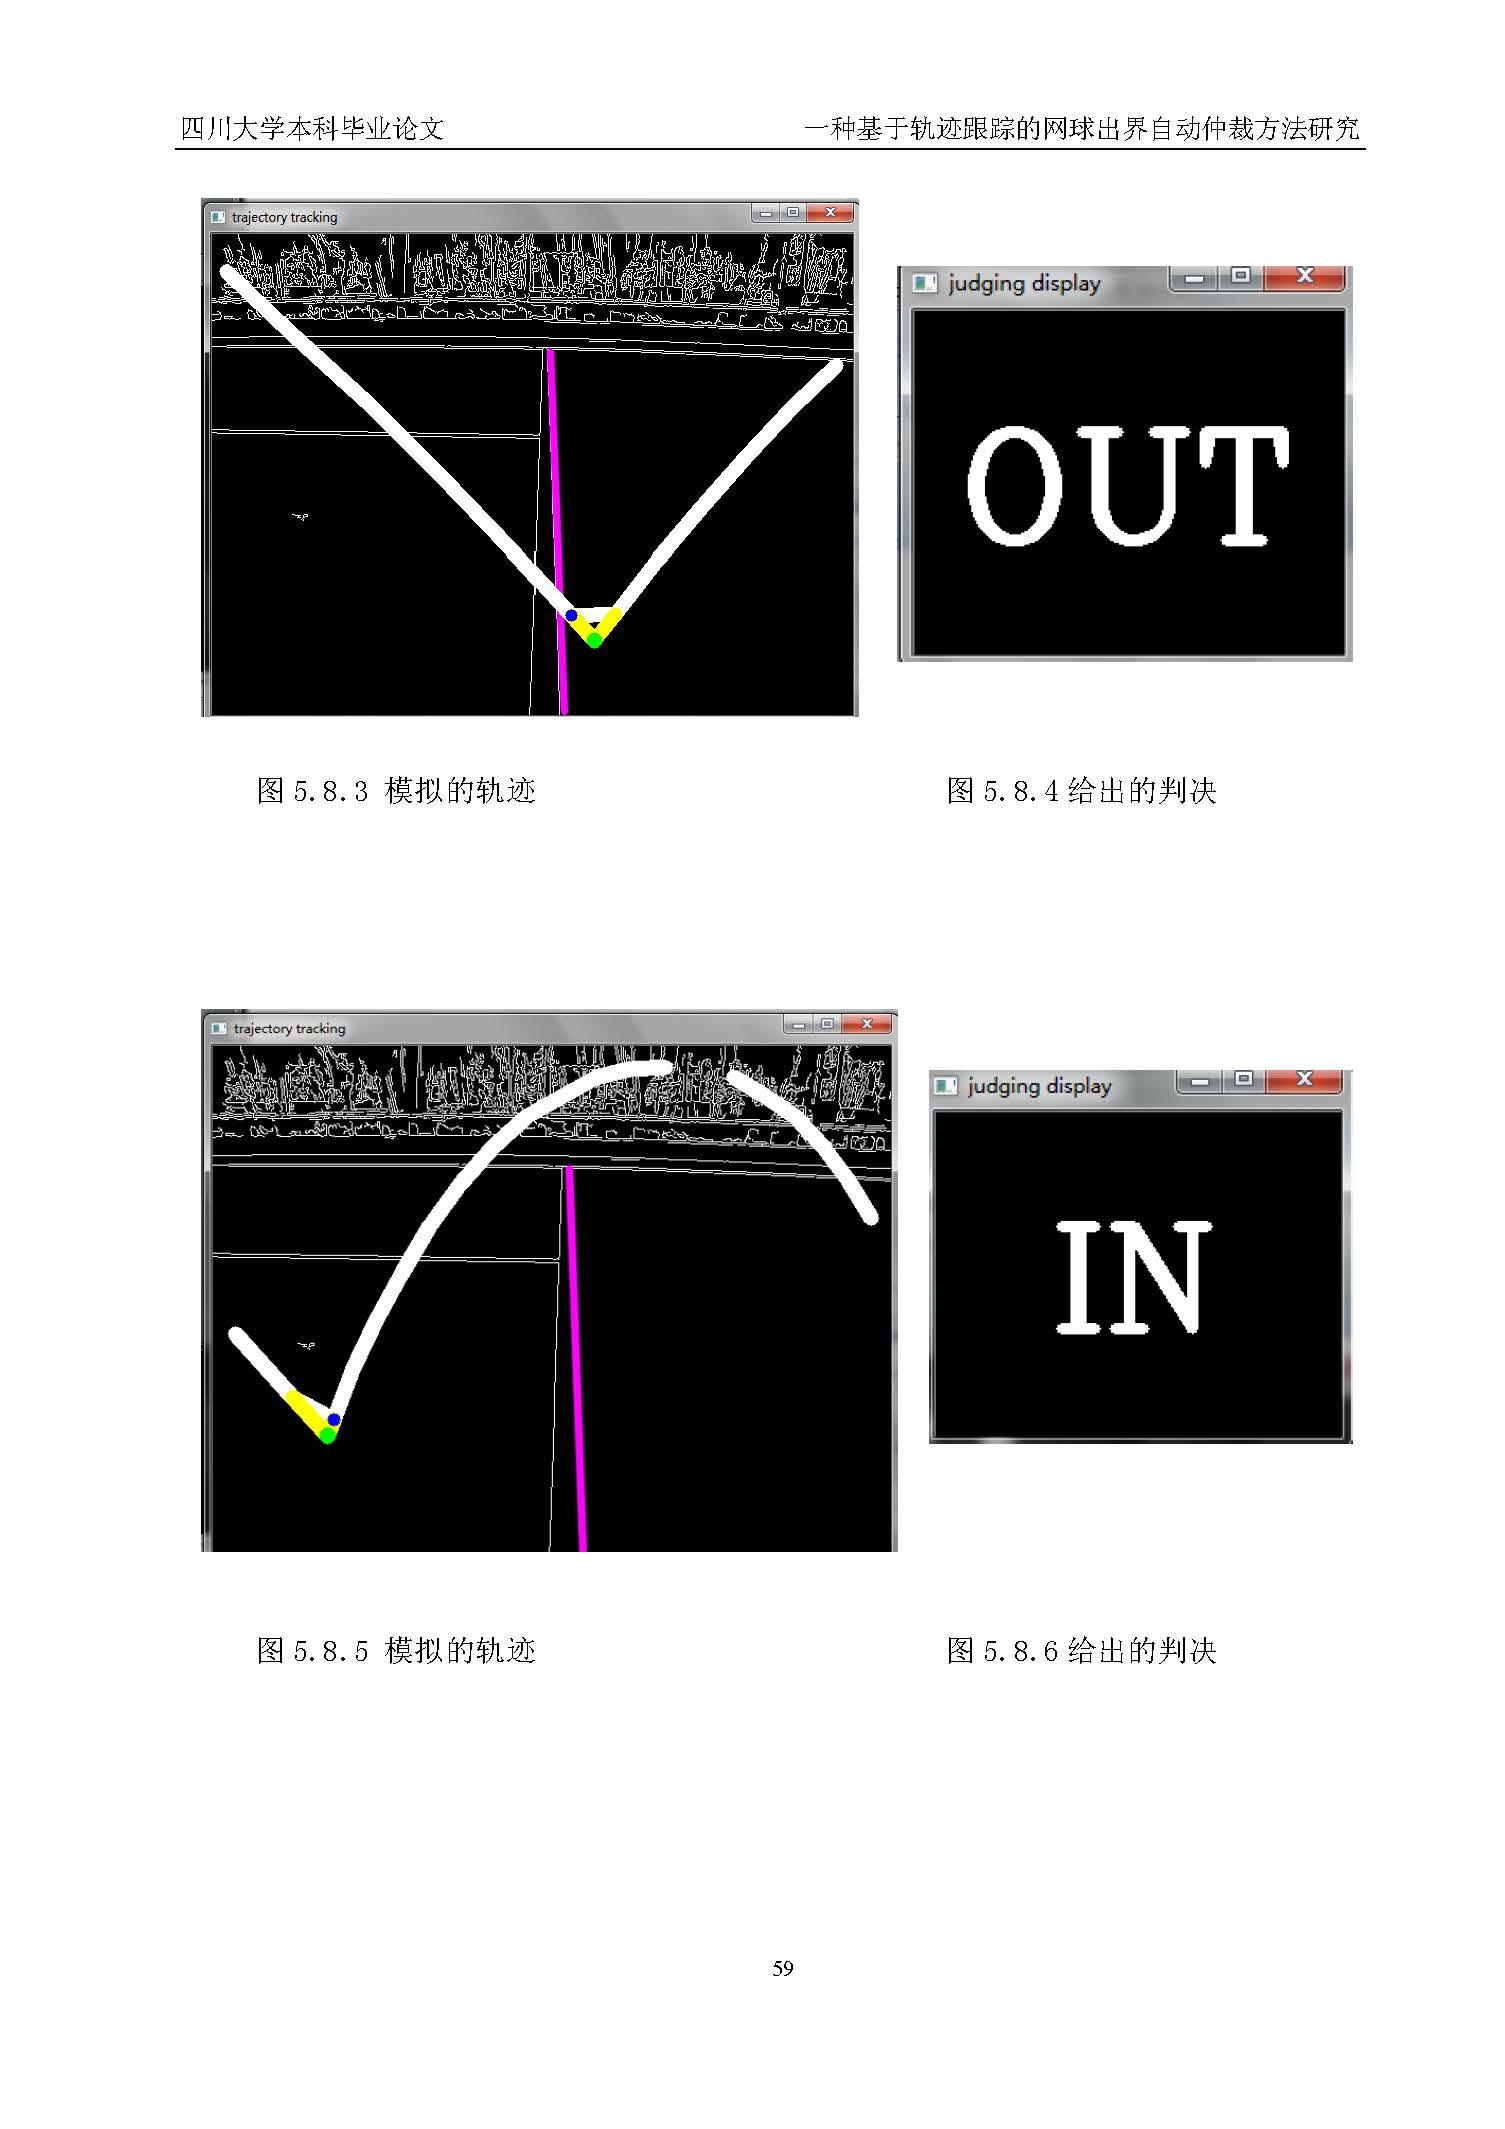 四川大学本科毕业论文 一种基于轨迹跟踪的网球出界自动仲裁方法研究
trajectory tracking
judging display
OUT
图 5.8.3 模拟的轨迹 图 5.8.4 给出的判决
trajectory tracking
judging display
IN
图 5.8.5 模拟的轨迹 图 5.8.6 给出的判决
59